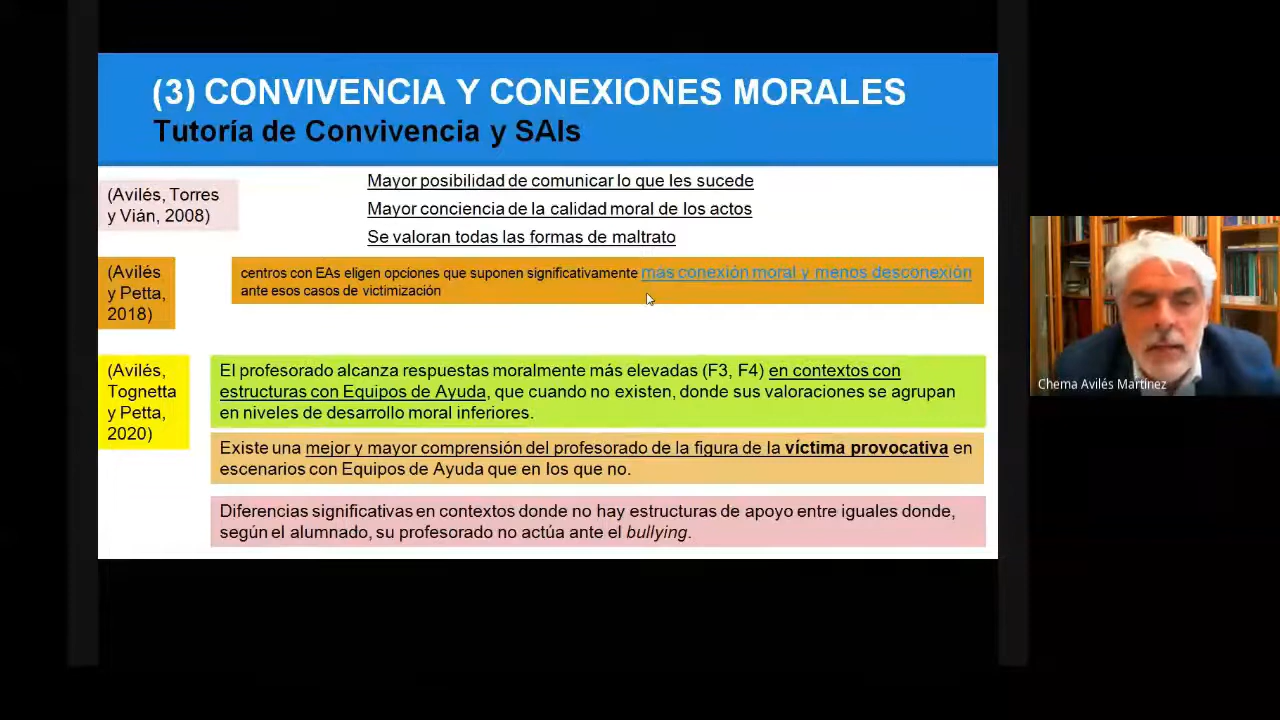 (3) CONVIVENCIA Y CONEXIONES MORALES
Tutoría de Convivencia y SAIs
(Avilés, Torres
y Vián, 2008)
Mayor posibilidad de comunicar lo que les sucede
Mayor conciencia de la calidad moral de los actos
Se valoran todas las formas de maltrato
(Avilés
y Petta,
2018)
centros con EAs eligen opciones que suponen significativamente mas conexión moral y menos desconexión
ante esos casos de victimización
(Avilés,
Tognetta
y Petta,
2020)
El profesorado alcanza respuestas moralmente más elevadas (F3, F4) en contextos con
estructuras con Equipos de Ayuda, que cuando no existen, donde sus valoraciones se agrupan
en niveles de desarrollo moral inferiores.
Existe una mejor y mayor comprensión del profesorado de la figura de la víctima provocativa en
escenarios con Equipos de Ayuda que en los que no.
Diferencias significativas en contextos donde no hay estructuras de apoyo entre iguales donde,
según el alumnado, su profesorado no actúa ante el bullying.
Chema Avilés Martínez